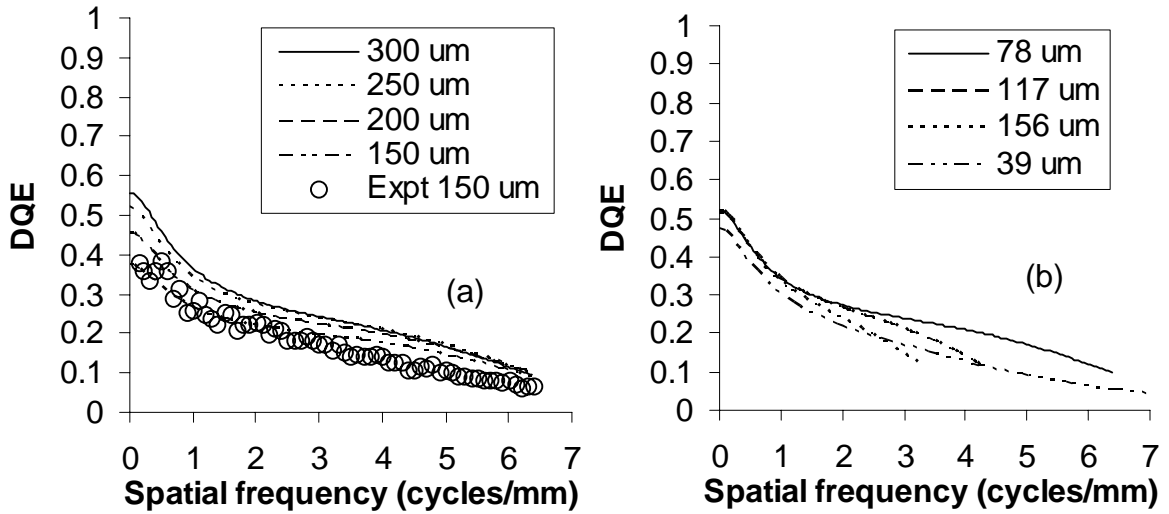 1
0.9
0.8
0.7
0.6
0.5
0.4
0.3
0.2
0.1
0
DQE
300 um
250 um
200 um
150 um
Expt 150 um
(a)
0 1 2 3 4 5 6 7
Spatial frequency (cycles/mm)
1
0.9
0.8
0.7
0.6
0.5
0.4
0.3
0.2
0.1
0
DQE
78 um
117 um
156 um
39 um
(b)
0 1 2 3 4 5 6 7
Spatial frequency (cycles/mm)